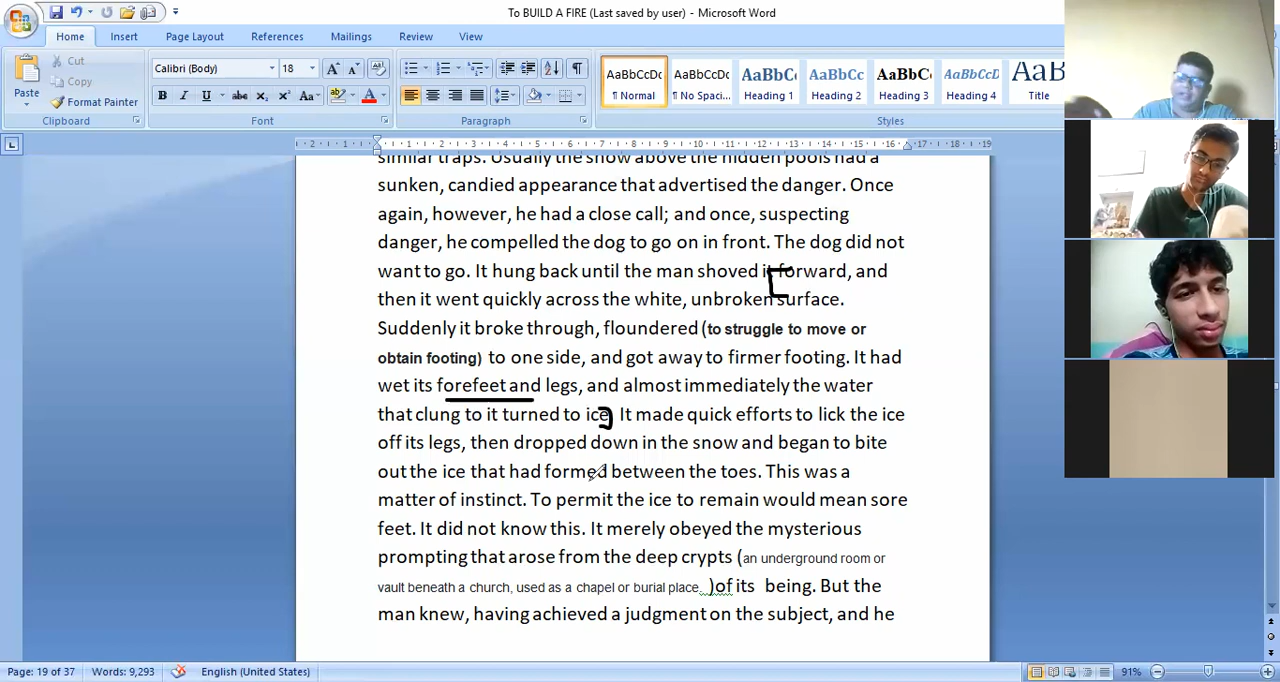 To BUILD A FIRE (Last saved by user) - Microsoft Word
Home Insert Page Layout References Mailings Review View
Paste Cut Copy Format Painter Clipboard
Calibri (Body) 18 Font
Paragraph
AaBbCcDc ¶ Normal AaBbCcDc ¶ No Spaci... AaBbC Heading 1 AaBbCc Heading 2 AaBbCc Heading 3 AaBbCcD Heading 4 AaB Title
Styles
similar traps. Usually the snow above the hidden pools had a
sunken, candied appearance that advertised the danger. Once
again, however, he had a close call; and once, suspecting
danger, he compelled the dog to go on in front. The dog did not
want to go. It hung back until the man shoved it forward, and
then it went quickly across the white, unbroken surface.
Suddenly it broke through, floundered (to struggle to move or
obtain footing) to one side, and got away to firmer footing. It had
wet its forefeet and legs, and almost immediately the water
that clung to it turned to ice. It made quick efforts to lick the ice
off its legs, then dropped down in the snow and began to bite
out the ice that had formed between the toes. This was a
matter of instinct. To permit the ice to remain would mean sore
feet. It did not know this. It merely obeyed the mysterious
prompting that arose from the deep crypts (an underground room or
vault beneath a church, used as a chapel or burial place. )of its being. But the
man knew, having achieved a judgment on the subject, and he
Page: 19 of 37 Words: 9,293 English (United States) 91%